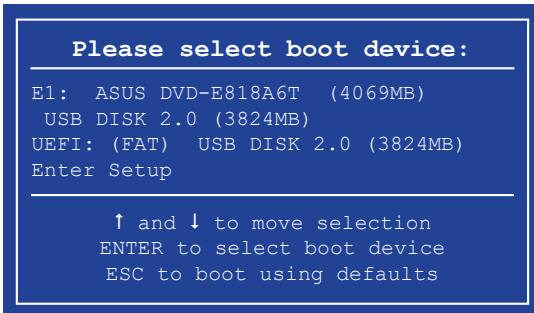 Please select boot device:
E1: ASUS DVD-E818A6T (4069MB)
USB DISK 2.0 (3824MB)
UEFI: (FAT) USB DISK 2.0 (3824MB)
Enter Setup
↑ and ↓ to move selection
ENTER to select boot device
ESC to boot using defaults